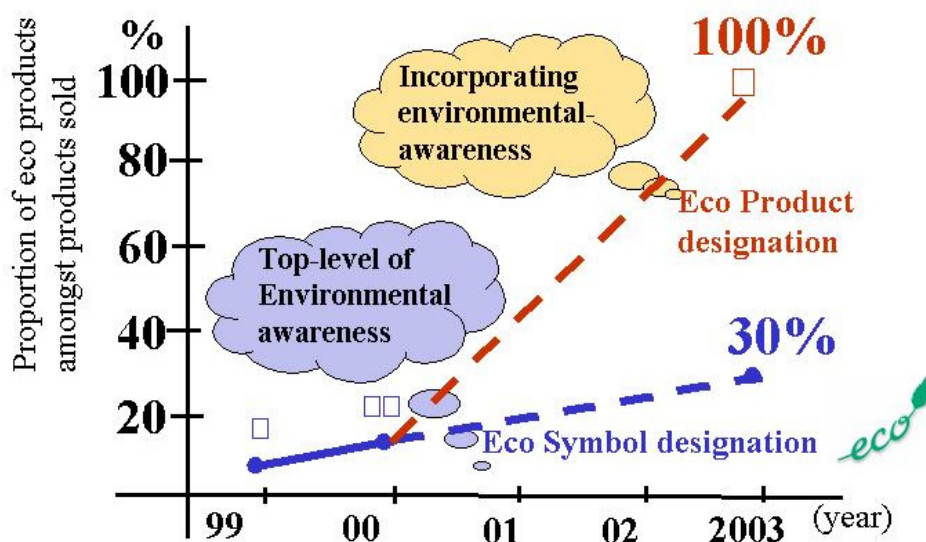 Proportion of eco products
amongst products sold
%
100
80
60
40
20
Incorporating
environmental-
awareness
100%
Eco Product
designation
Top-level of
Environmental
awareness
30%
Eco Symbol designation
eco
99
00
01
02
2003
(year)